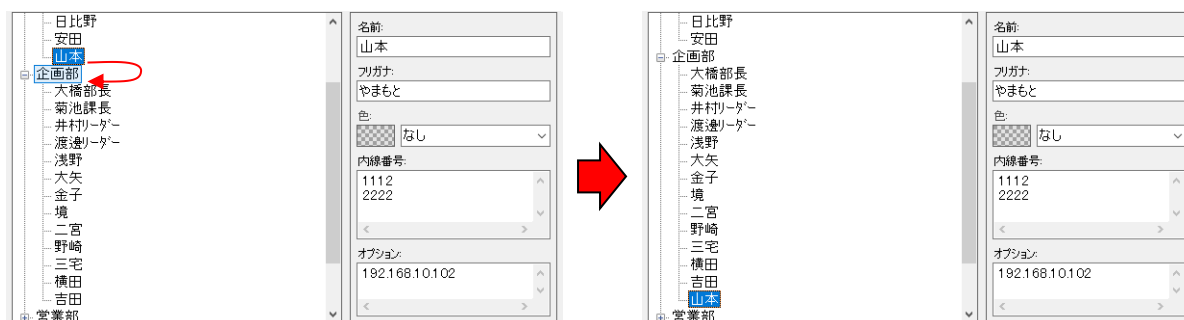 日比野
安田
山本
企画部
大橋部長
菊池課長
井村リーダー
渡邊リーダー
浅野
大矢
金子
境
二宮
野崎
三宅
横田
吉田
営業部
名前:
山本
フリガナ:
やまもと
色:
なし
内線番号:
1112
2222
オプション:
192.168.10.102
日比野
安田
企画部
大橋部長
菊池課長
井村リーダー
渡邊リーダー
浅野
大矢
金子
境
二宮
野崎
三宅
横田
吉田
山本
営業部
名前:
山本
フリガナ:
やまもと
色:
なし
内線番号:
1112
2222
オプション:
192.168.10.102